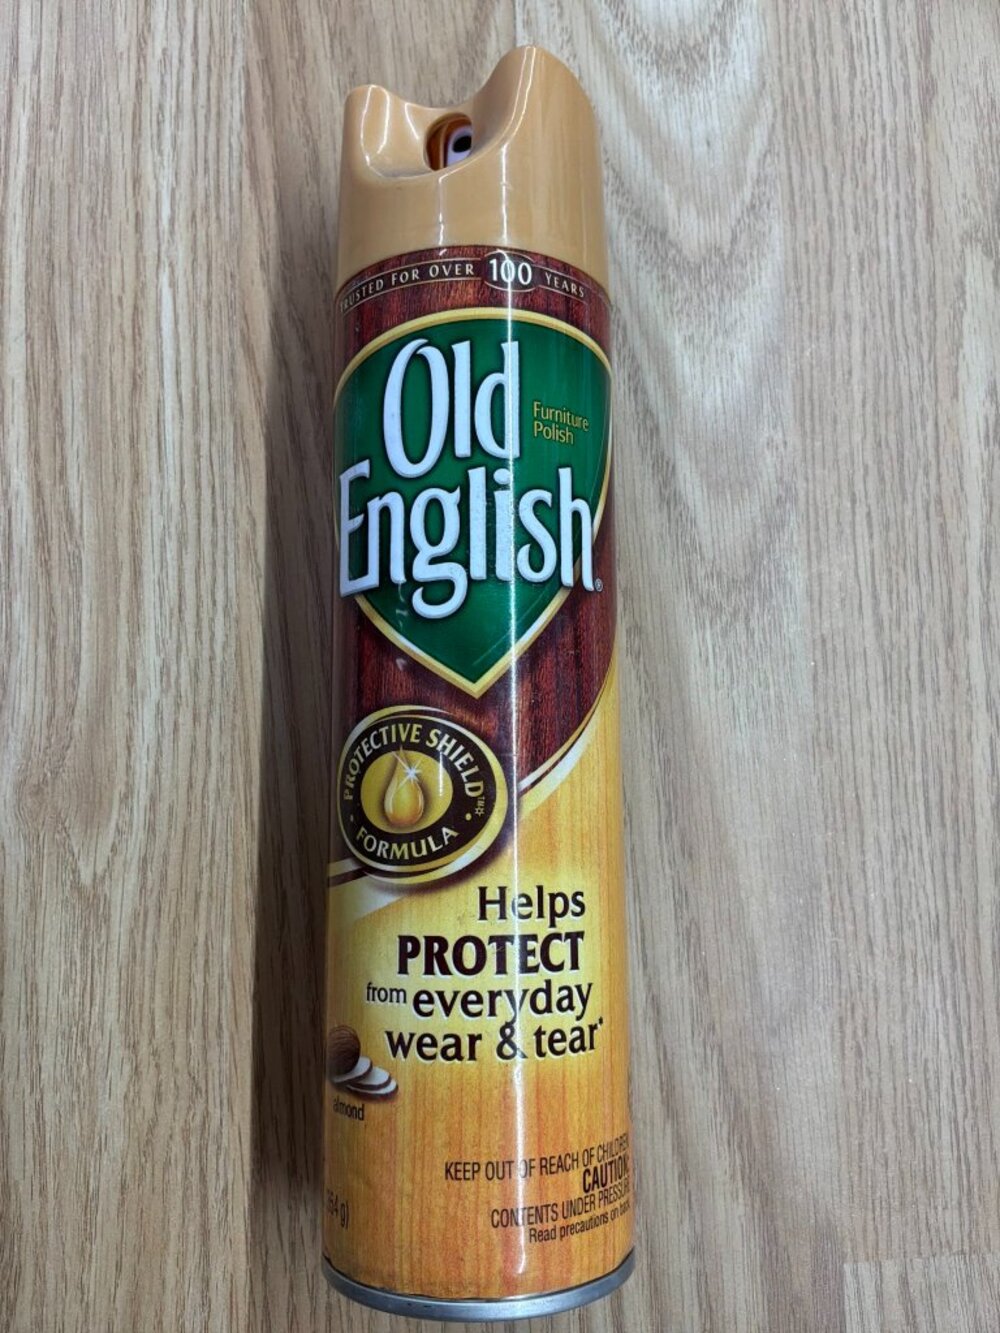 TRUSTED FOR OVER 100 YEARS
Old
English®
Furniture
Polish
PROTECTIVE SHIELD™
FORMULA
Helps
PROTECT
from everyday
wear & tear*
almond
KEEP OUT OF REACH OF CHILDREN
CAUTION:
CONTENTS UNDER PRESSURE
Read precautions on back
g)